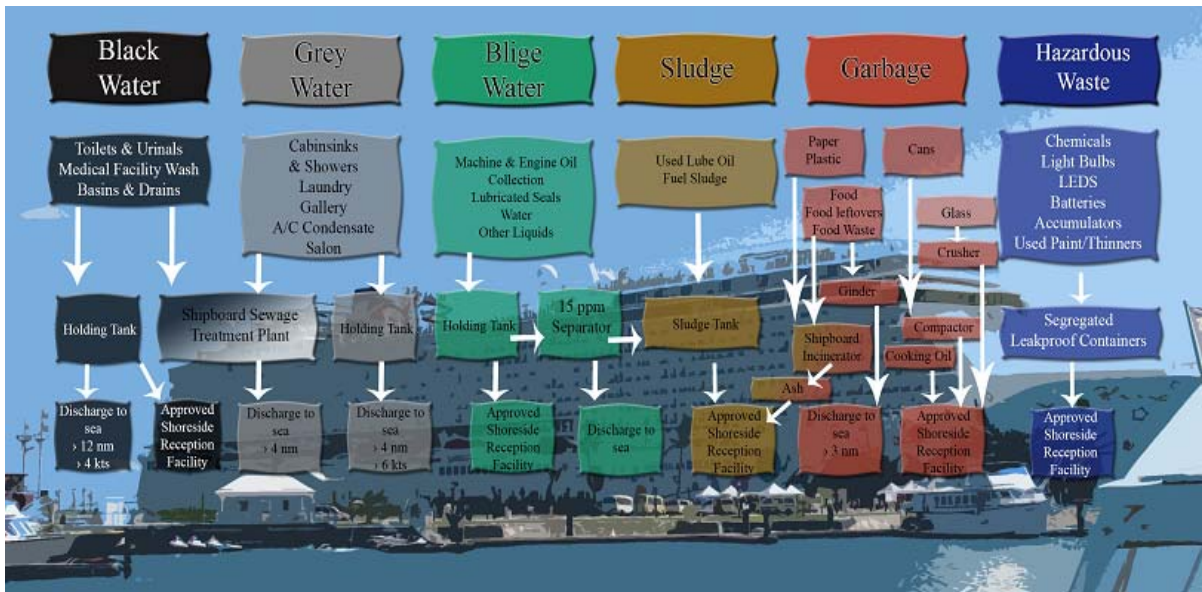 Black
Water
Grey
Water
Blige
Water
Sludge
Garbage
Hazardous
Waste
Toilets & Urinals
Medical Facility Wash
Basins & Drains
Cabinsinks
& Showers
Laundry
Gallery
A/C Condensate
Salon
Machine & Engine Oil
Collection
Lubricated Seals
Water
Other Liquids
Used Lube Oil
Fuel Sludge
Paper
Plastic
Cans
Food
Food leftovers
Food Waste
Glass
Crusher
Chemicals
Light Bulbs
LEDS
Batteries
Accumulators
Used Paint/Thinners
Holding Tank
Shipboard Sewage
Treatment Plant
Holding Tank
Holding Tank
15 ppm
Separator
Sludge Tank
Ginder
Shipboard
Incinerator
Compactor
Cooking Oil
Ash
Segregated
Leakproof Containers
Discharge to
sea
> 12 nm
> 4 kts
Approved
Shoreside
Reception
Facility
Discharge to
sea
> 4 nm
Discharge to
sea
> 4 nm
> 6 kts
Approved
Shoreside
Reception
Facility
Discharge to
sea
Approved
Shoreside
Reception
Facility
Discharge to
sea
> 3 nm
Approved
Shoreside
Reception
Facility
Approved
Shoreside
Reception
Facility